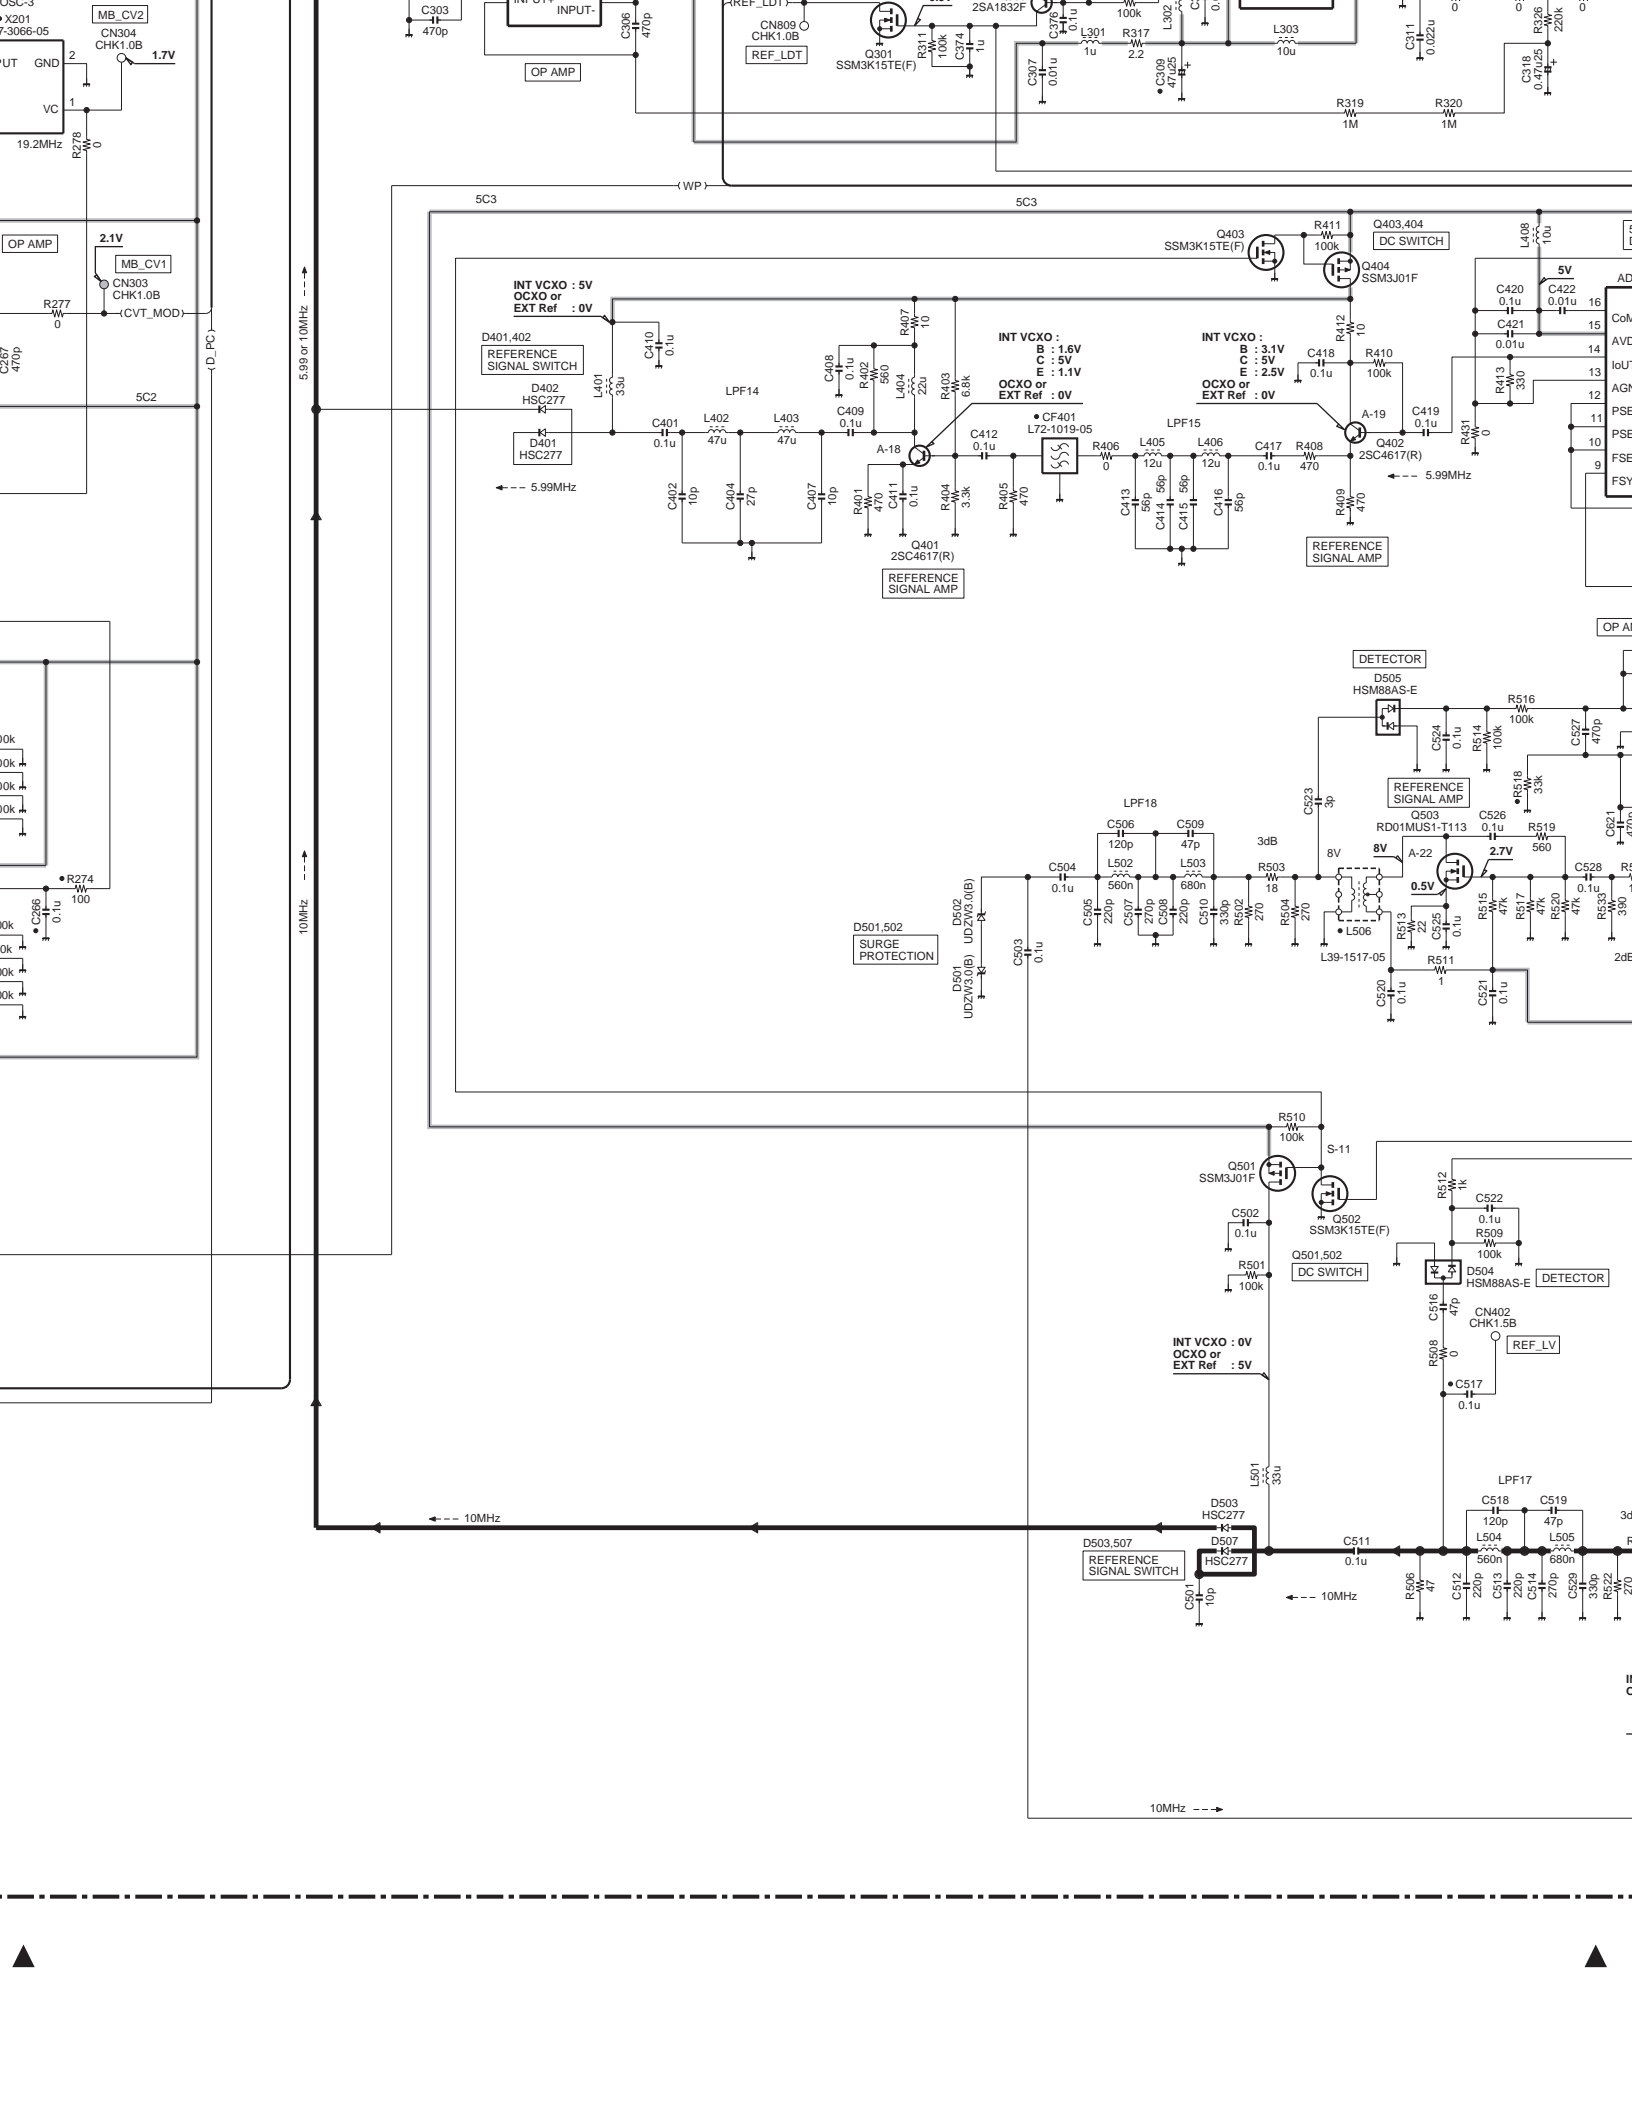 X201
MB_CV2
CN304
CHK1.0B
1.7V
GND
2
VC
1
R278
0
19.2MHz
C303
470p
INPUT-
C306
470p
OP AMP
(REF_LDT)
CN809
CHK1.0B
REF_LDT
Q301
SSM3K15TE(F)
R311
100k
C374
1u
2SA1832F
C376
0.1u
100k
L302
L301
1u
R317
2.2
L303
10u
C307
0.01u
C309
47u25
C311
0.022u
R326
220k
C318
0.47u25
0
0
0
R319
1M
R320
1M
(WP)
5C3
5C3
OP AMP
2.1V
MB_CV1
CN303
CHK1.0B
R277
0
(CVT_MOD)
C267
470p
5C2
5.99 or 10MHz
Q403
SSM3K15TE(F)
R411
100k
Q403,404
DC SWITCH
Q404
SSM3J01F
L408
10u
5V
C420
0.1u
C422
0.01u
C421
0.01u
16
15
14
13
12
11
10
9
R413
330
R431
0
INT VCXO : 5V
OCXO or
EXT Ref : 0V
D401,402
REFERENCE
SIGNAL SWITCH
D402
HSC277
D401
HSC277
C410
0.1u
L401
33u
LPF14
C401
0.1u
L402
47u
L403
47u
C402
10p
C404
27p
C407
10p
C408
0.1u
R402
560
R407
10
L404
22u
R403
6.8k
C409
0.1u
A-18
R401
470
C411
0.1u
R404
3.3k
Q401
2SC4617(R)
REFERENCE
SIGNAL AMP
INT VCXO :
B : 1.6V
C : 5V
E : 1.1V
OCXO or
EXT Ref : 0V
C412
0.1u
R405
470
CF401
L72-1019-05
R406
0
LPF15
L405
12u
L406
12u
C413
56p
C414
56p
C415
56p
C416
56p
C417
0.1u
R408
470
INT VCXO :
B : 3.1V
C : 5V
E : 2.5V
OCXO or
EXT Ref : 0V
R412
10
C418
0.1u
R410
100k
A-19
C419
0.1u
Q402
2SC4617(R)
R409
470
REFERENCE
SIGNAL AMP
5.99MHz
5.99MHz
DETECTOR
D505
HSM88AS-E
C524
0.1u
R514
100k
R516
100k
C527
470p
R518
33k
C621
470p
REFERENCE
SIGNAL AMP
Q503
RD01MUS1-T113
C526
0.1u
R519
560
8V
A-22
2.7V
0.5V
C528
0.1u
R513
22
C525
0.1u
R515
47k
R517
47k
R520
47k
R533
390
R511
1
C520
0.1u
C521
0.1u
C523
3p
8V
L506
L39-1517-05
3dB
R503
18
R502
270
R504
270
LPF18
C506
120p
C509
47p
L502
560n
L503
680n
C504
0.1u
C505
220p
C507
270p
C508
220p
C510
330p
D502
UDZW3.0(B)
D501
UDZW3.0(B)
C503
0.1u
D501,502
SURGE
PROTECTION
R274
100
C266
0.1u
10MHz
R510
100k
S-11
Q501
SSM3J01F
Q502
SSM3K15TE(F)
Q501,502
DC SWITCH
C502
0.1u
R501
100k
R512
1k
C522
0.1u
R509
100k
D504
HSM88AS-E
DETECTOR
C516
47p
CN402
CHK1.5B
REF_LV
R508
0
C517
0.1u
INT VCXO : 0V
OCXO or
EXT Ref : 5V
L501
33u
10MHz
D503
HSC277
D507
HSC277
D503,507
REFERENCE
SIGNAL SWITCH
C501
10p
C511
0.1u
10MHz
LPF17
C518
120p
C519
47p
L504
560n
L505
680n
R506
47
C512
220p
C513
220p
C514
270p
C529
330p
R522
270
10MHz